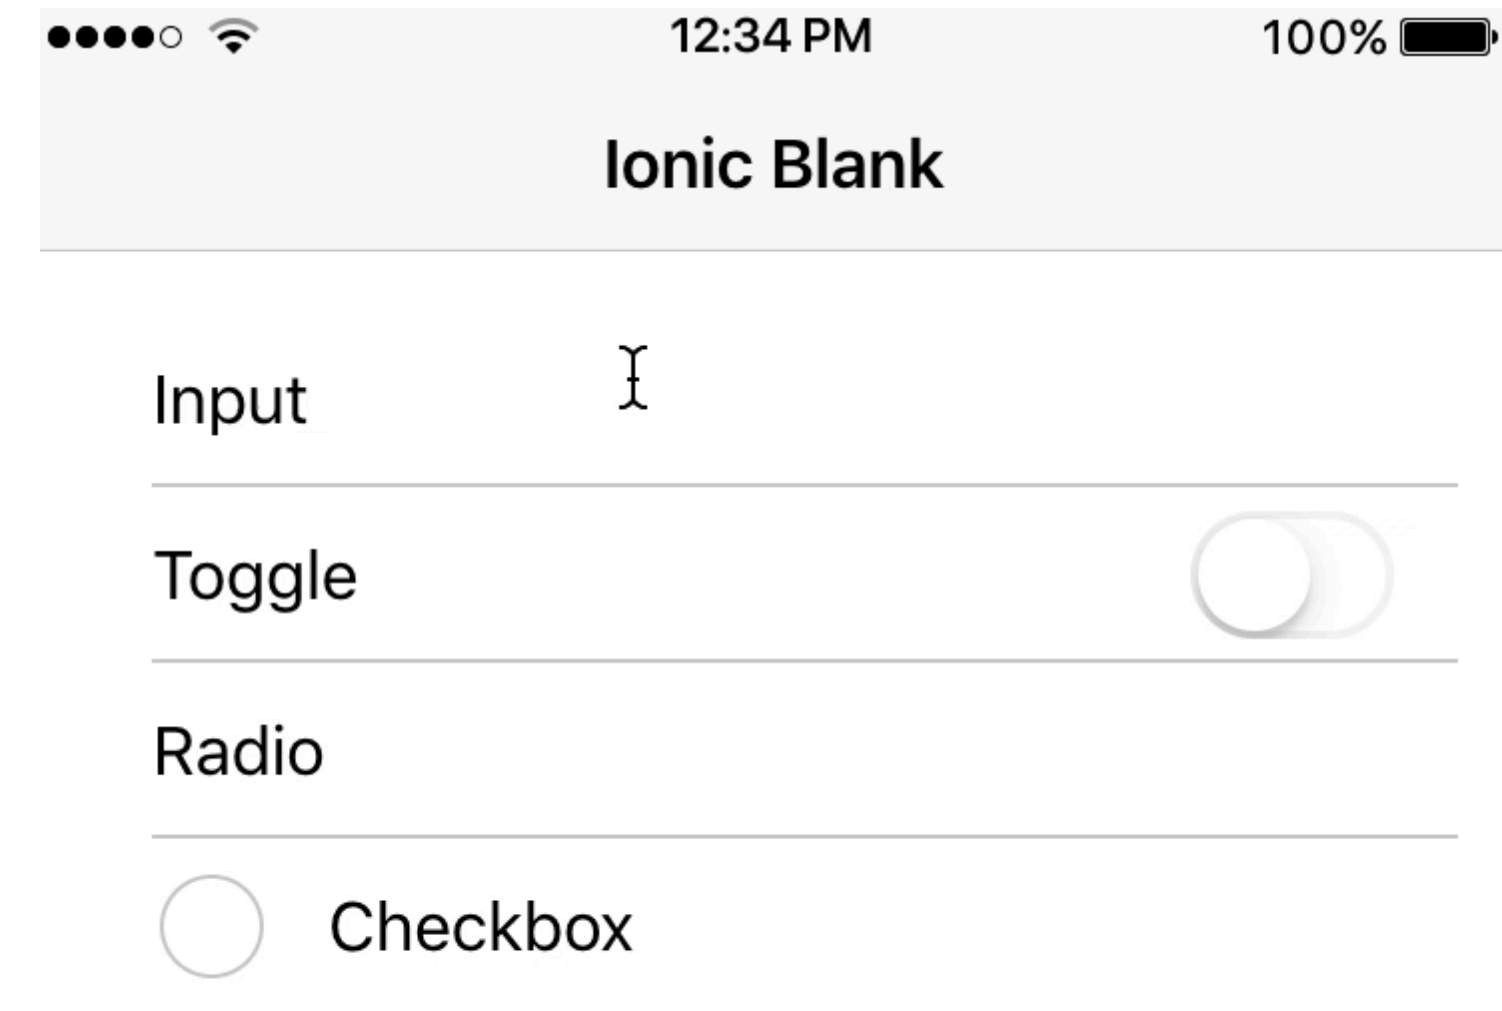 12:34 PM 100%
Ionic Blank
Input
Toggle
Radio
Checkbox